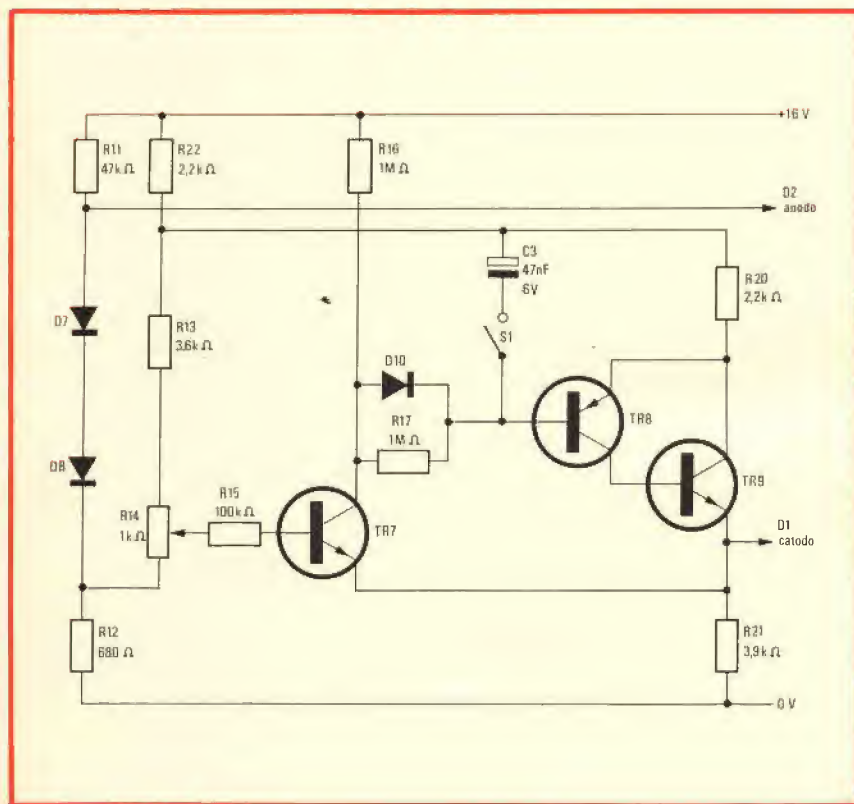 +16 V
R11
47k Ω
R22
2,2k Ω
R16
1M Ω
D2
anodo
C3
47nF
6V
R20
2,2k Ω
D7
R13
3,6k Ω
S1
D10
R17
1M Ω
TR8
D8
R15
100k Ω
R14
1k Ω
TR7
TR9
D1
catodo
R12
680 Ω
R21
3,9k Ω
0 V